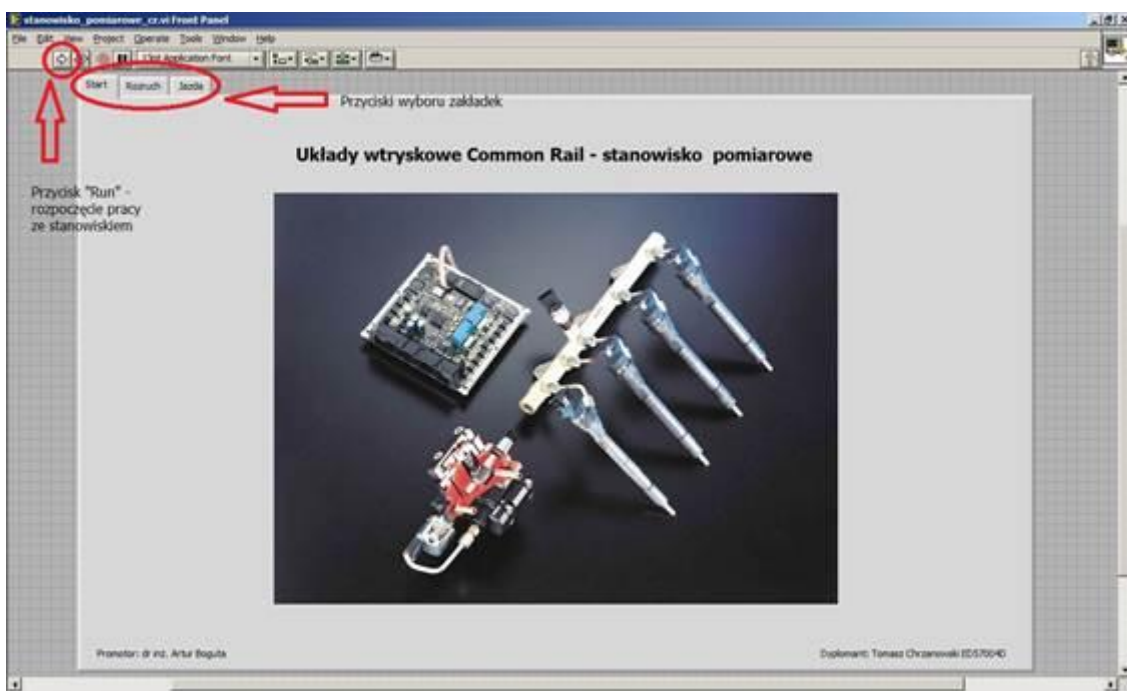 stanowisko_pomiarowe_cr.vi Front Panel
File Edit View Project Operate Tools Window Help
Application Font
Start Rozruch Jazda
Przyciski wyboru zakładek
Układy wtryskowe Common Rail - stanowisko pomiarowe
Przycisk "Run" -
rozpoczęcie pracy
ze stanowiskiem
Promotor: dr inż. Artur Boguta
Dyplomant: Tomasz Chrzanowski